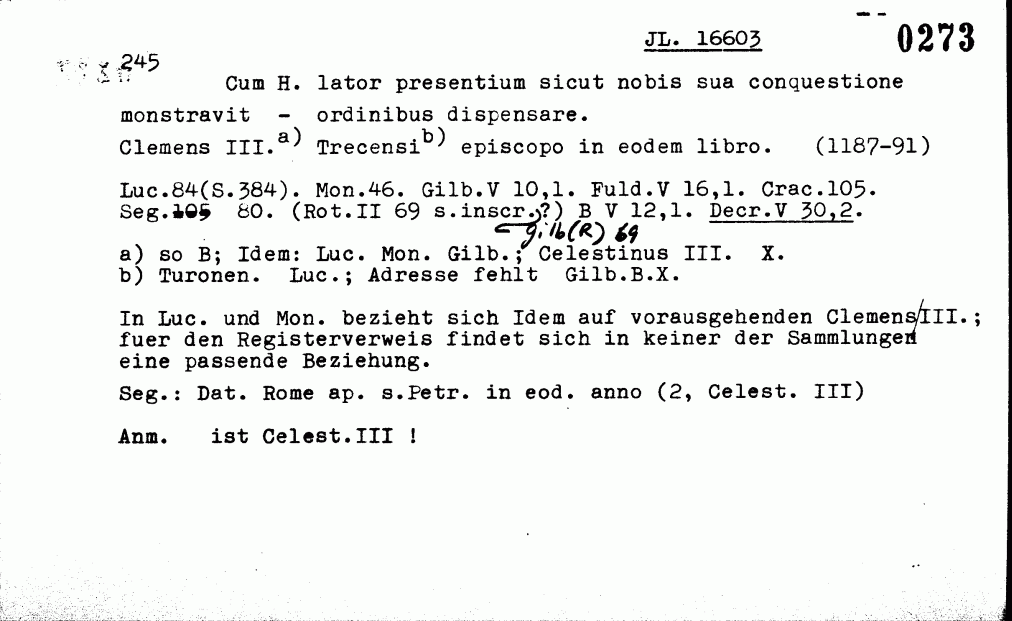 JL. 16603 0273
245
Cum H. lator presentium sicut nobis sua conquestione
monstravit - ordinibus dispensare.
Clemens III.a) Trecensib) episcopo in eodem libro. (1187-91)
Luc.84(S.384). Mon.46. Gilb.V 10,1. Fuld.V 16,1. Crac.105.
Seg.105 80. (Rot.II 69 s.inscr.,?) B V 12,1. Decr.V 30,2.
gilb(R) 69
a) so B; Idem: Luc. Mon. Gilb.; Celestinus III. X.
b) Turonen. Luc.; Adresse fehlt Gilb.B.X.
In Luc. und Mon. bezieht sich Idem auf vorausgehenden Clemens/III.;
fuer den Registerverweis findet sich in keiner der Sammlungen
eine passende Beziehung.
Seg.: Dat. Rome ap. s.Petr. in eod. anno (2, Celest. III)
Anm. ist Celest.III !